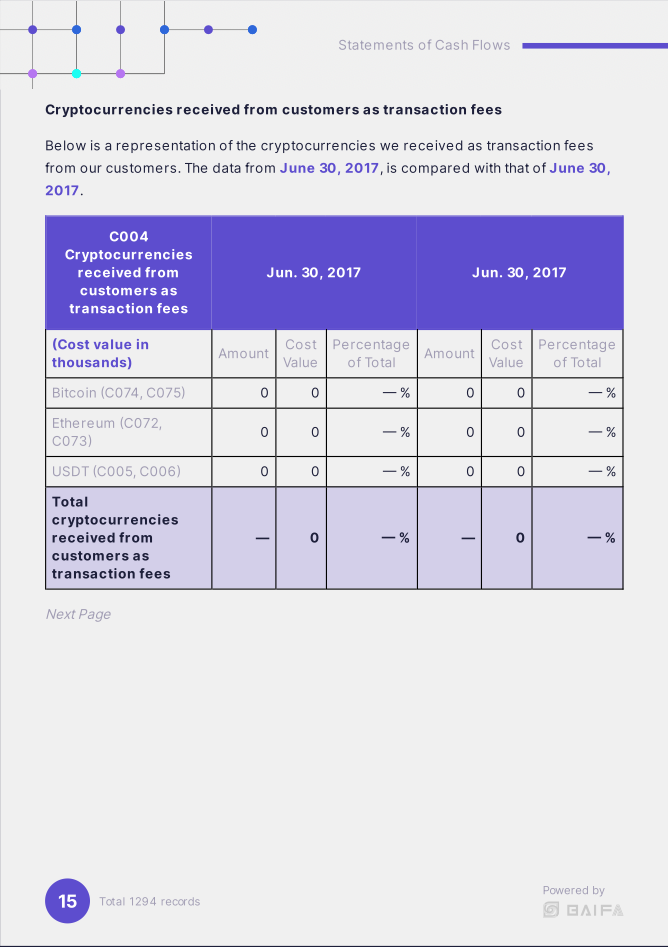 Statements of Cash Flows
Cryptocurrencies received from customers as transaction fees
Below is a representation of the cryptocurrencies we received as transaction fees
from our customers. The data from June 30, 2017, is compared with that of June 30,
2017.
C004
Cryptocurrencies
received from
customers as
transaction fees
Jun. 30, 2017 Jun. 30, 2017
(Cost value in
thousands)
Amount Cost Value Percentage of Total Amount Cost Value Percentage of Total
Bitcoin (C074, C075) 0 0 — % 0 0 — %
Ethereum (C072,
C073)
0 0 — % 0 0 — %
USDT (C005, C006) 0 0 — % 0 0 — %
Total
cryptocurrencies
received from
customers as
transaction fees
— 0 — % — 0 — %
Next Page
15 Total 1294 records
Powered by
BAIFA